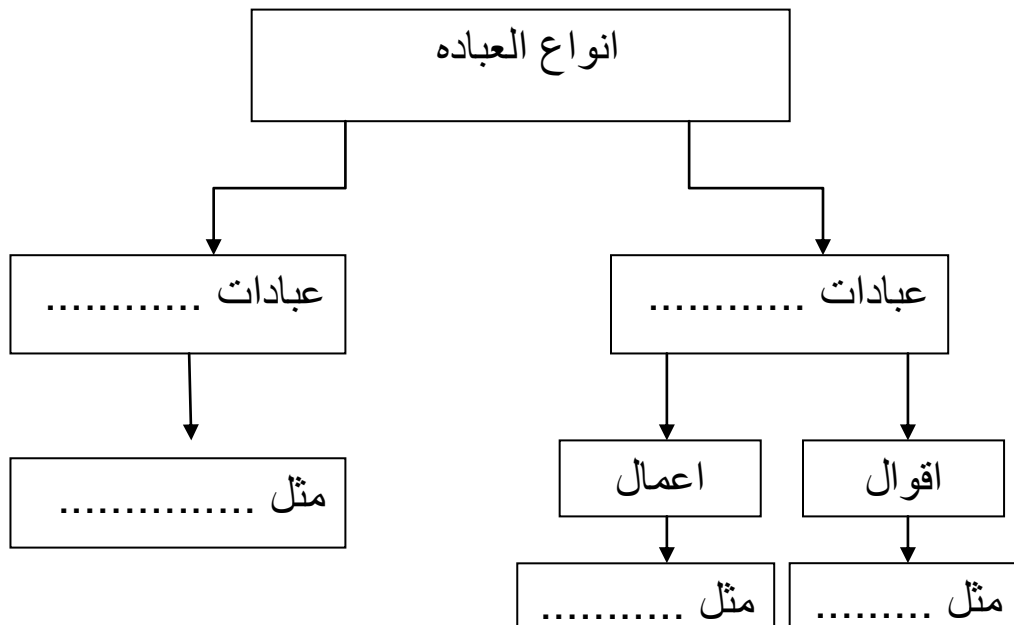 انواع العباده
عبادات ............
عبادات ............
اقوال
اعمال
مثل ...............
مثل .........
مثل ...........